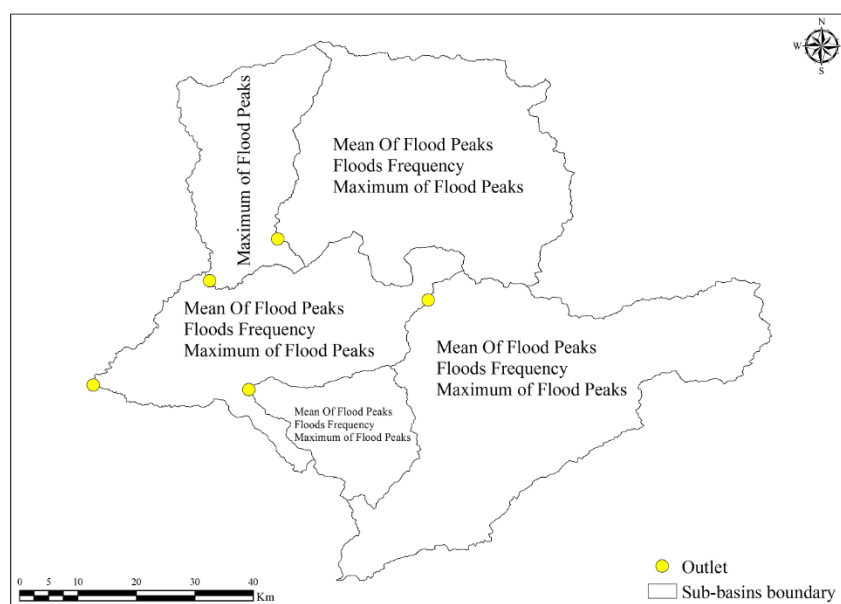 N
W E
S
Maximum of Flood Peaks
Mean Of Flood Peaks
Floods Frequency
Maximum of Flood Peaks
Mean Of Flood Peaks
Floods Frequency
Maximum of Flood Peaks
Mean Of Flood Peaks
Floods Frequency
Maximum of Flood Peaks
Mean Of Flood Peaks
Floods Frequency
Maximum of Flood Peaks
Outlet
Sub-basins boundary
0 5 10 20 30 40
Km